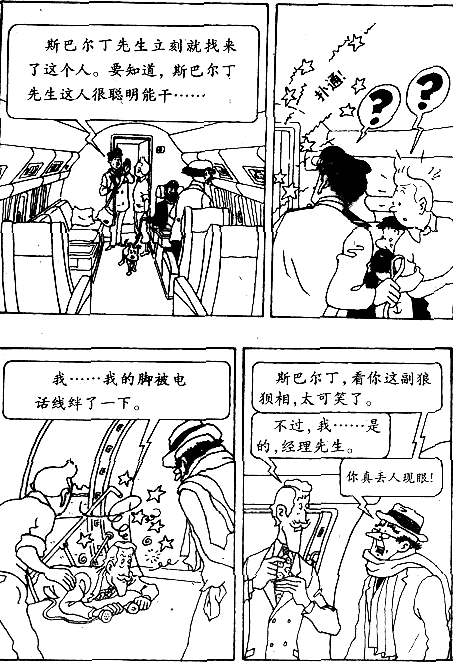 斯巴尔丁先生立刻就找来
了这个人。要知道，斯巴尔丁
先生这人很聪明能干……
扑通！
?
?
我……我的脚被电
话线绊了一下。
斯巴尔丁，看你这副狼
狈相，太可笑了。
不过，我……是
的，经理先生。
你真丢人现眼！